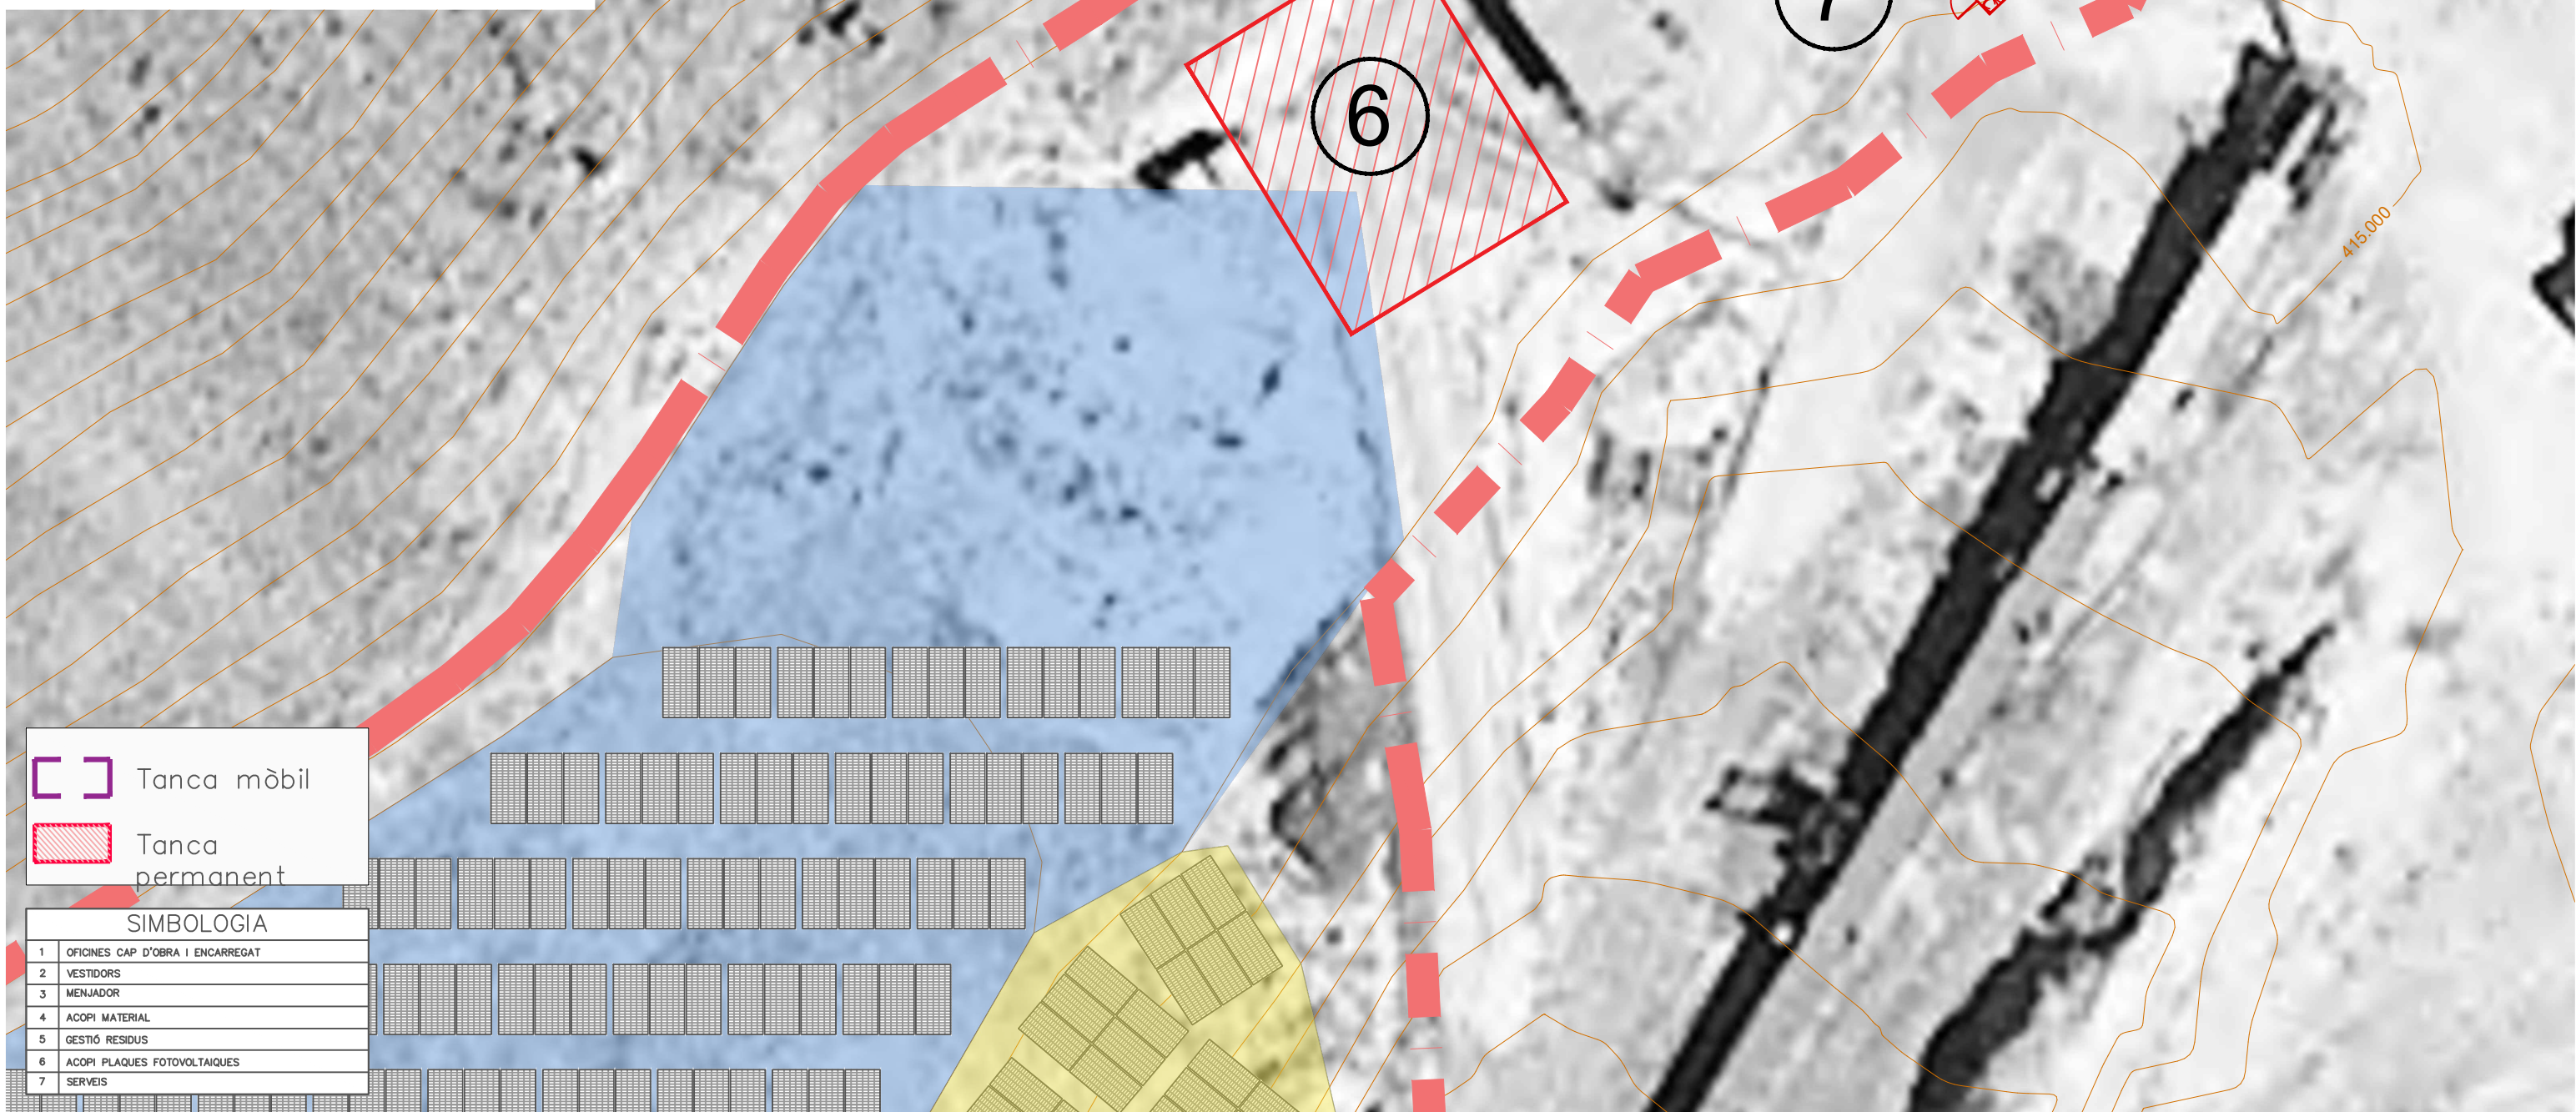 7
6
415.000
Tanca mòbil
Tanca
permanent
SIMBOLOGIA
1 OFICINES CAP D'OBRA I ENCARREGAT
2 VESTIDORS
3 MENJADOR
4 ACOPI MATERIAL
5 GESTIÓ RESIDUS
6 ACOPI PLAQUES FOTOVOLTAIQUES
7 SERVEIS